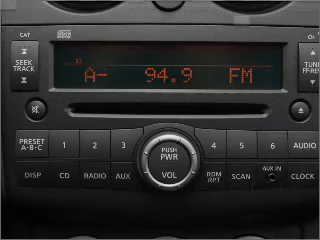 CAT
SEEK
TRACK
A- 94.9 FM
TUNE
FF·REW
PRESET
A·B·C
1
2
3
PUSH
PWR
VOL
4
5
6
AUDIO
DISP
CD
RADIO
AUX
RDM
RPT
SCAN
AUX IN
CLOCK